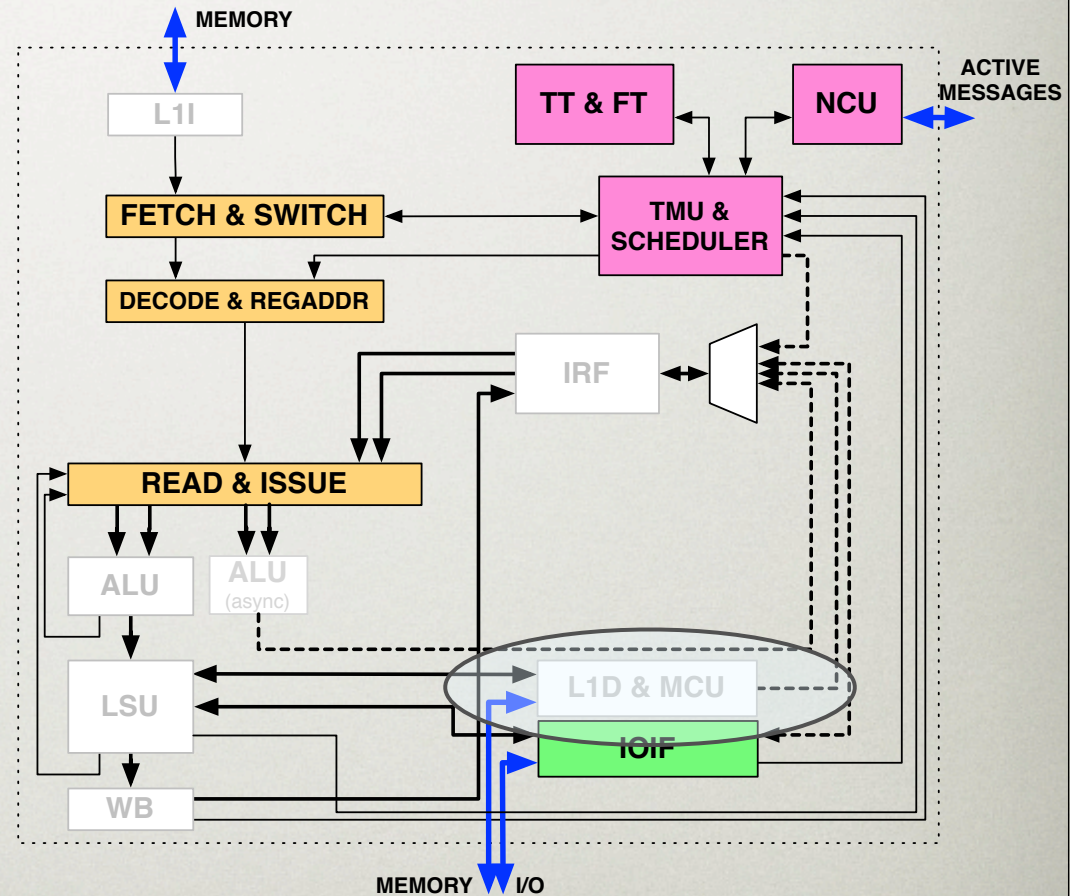 MEMORY
ACTIVE
MESSAGES
L1I
TT & FT
NCU
FETCH & SWITCH
TMU &
SCHEDULER
DECODE & REGADDR
IRF
READ & ISSUE
ALU
ALU
(async)
LSU
L1D & MCU
IOIF
WB
MEMORY
I/O